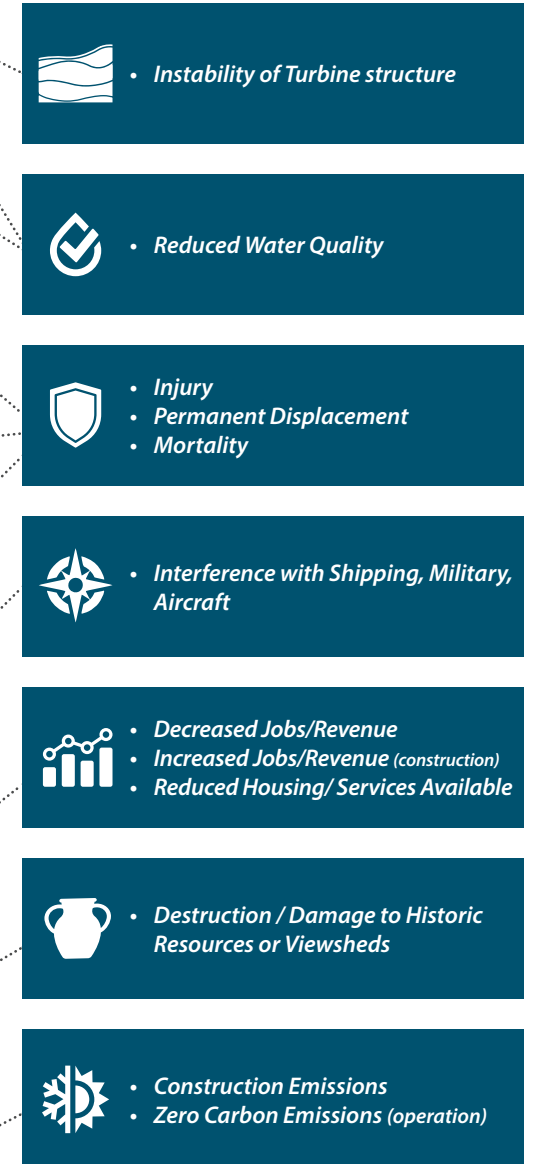 • Instability of Turbine structure
• Reduced Water Quality
• Injury
• Permanent Displacement
• Mortality
• Interference with Shipping, Military,
Aircraft
• Decreased Jobs/Revenue
• Increased Jobs/Revenue (construction)
• Reduced Housing/ Services Available
• Destruction / Damage to Historic
Resources or Viewsheds
• Construction Emissions
• Zero Carbon Emissions (operation)